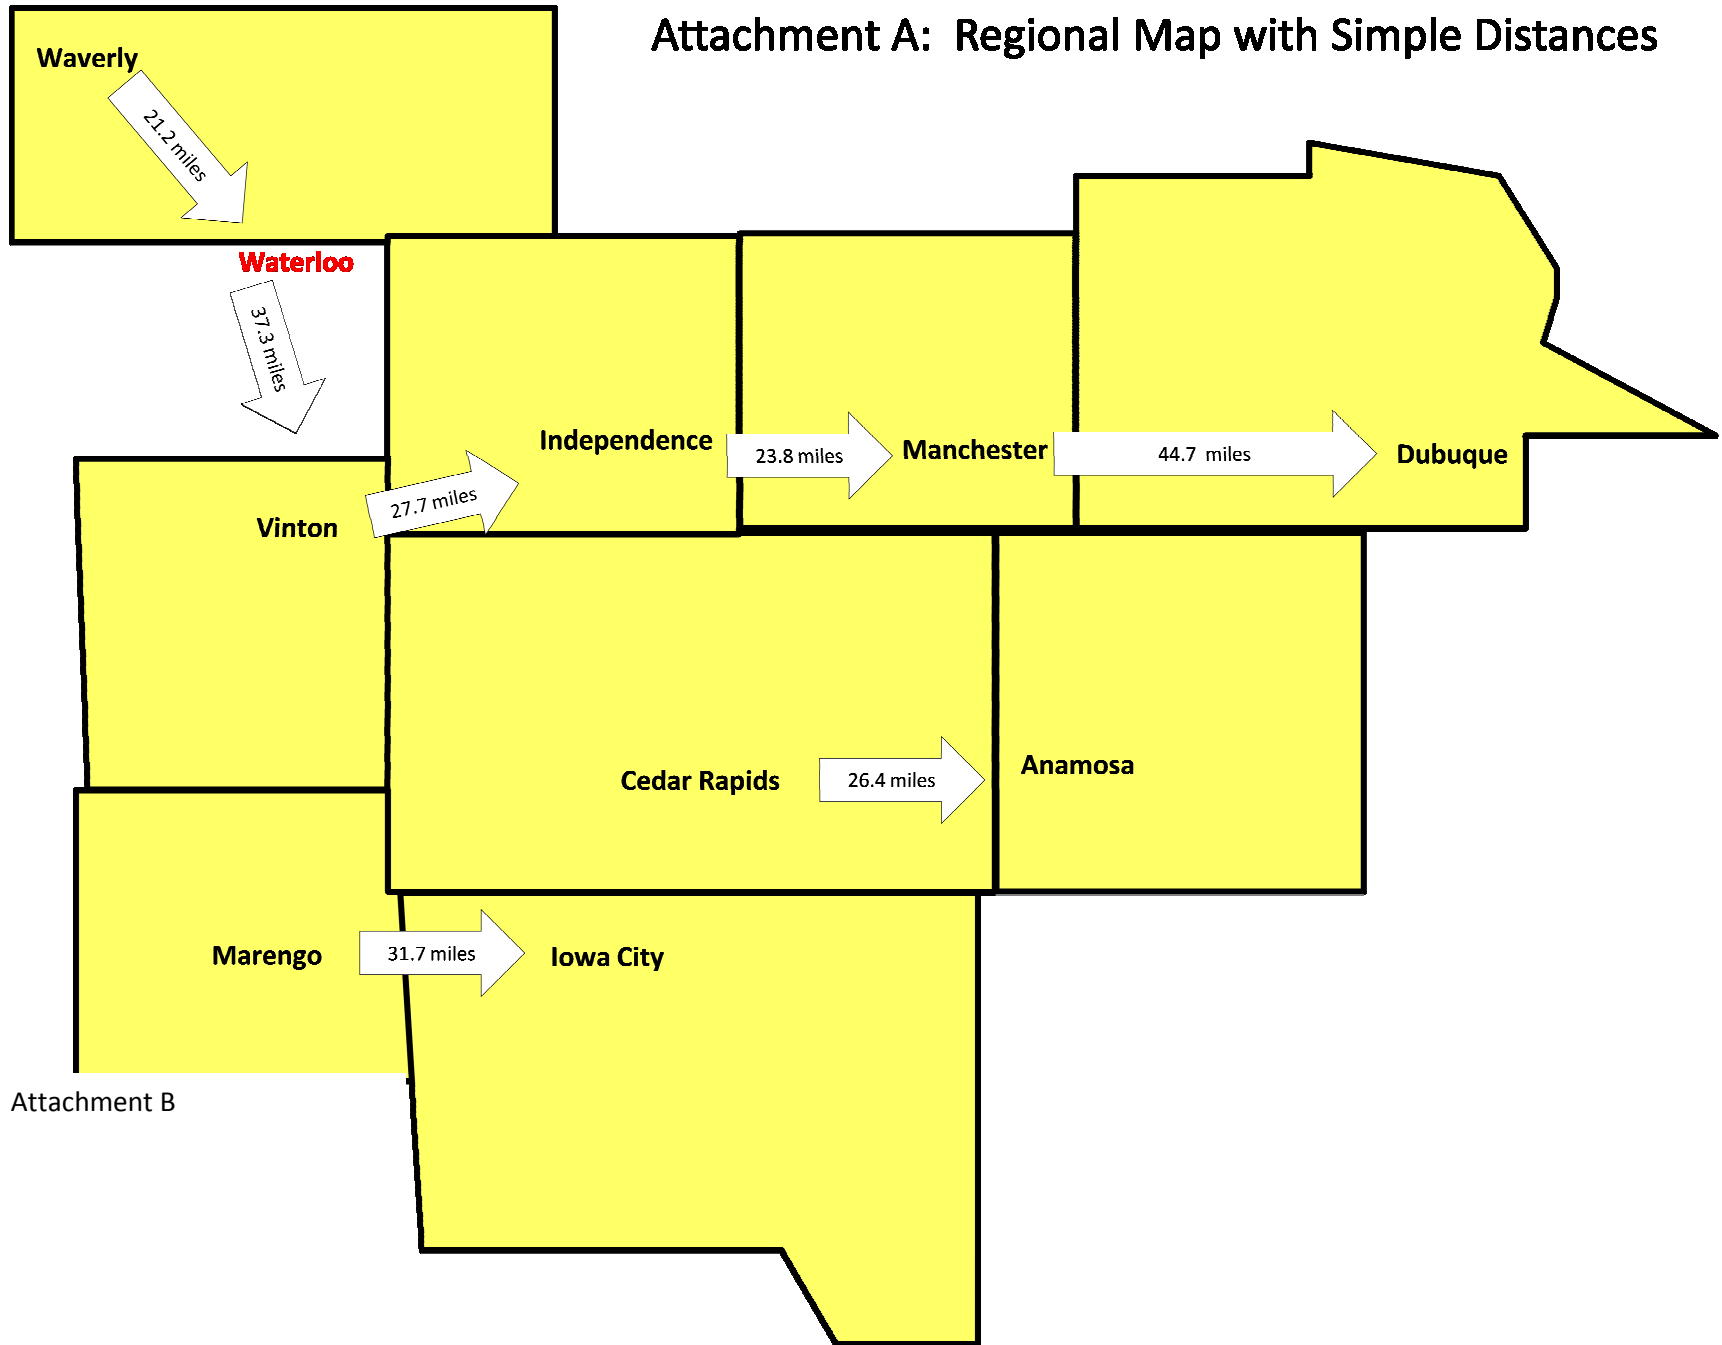 Attachment A:  Regional Map with Simple Distances
Waverly
21.2 miles
Waterloo
37.3 miles
Independence
23.8 miles
Manchester
44.7  miles
Dubuque
Vinton
27.7 miles
Cedar Rapids
26.4 miles
Anamosa
Marengo
31.7 miles
Iowa City
Attachment B